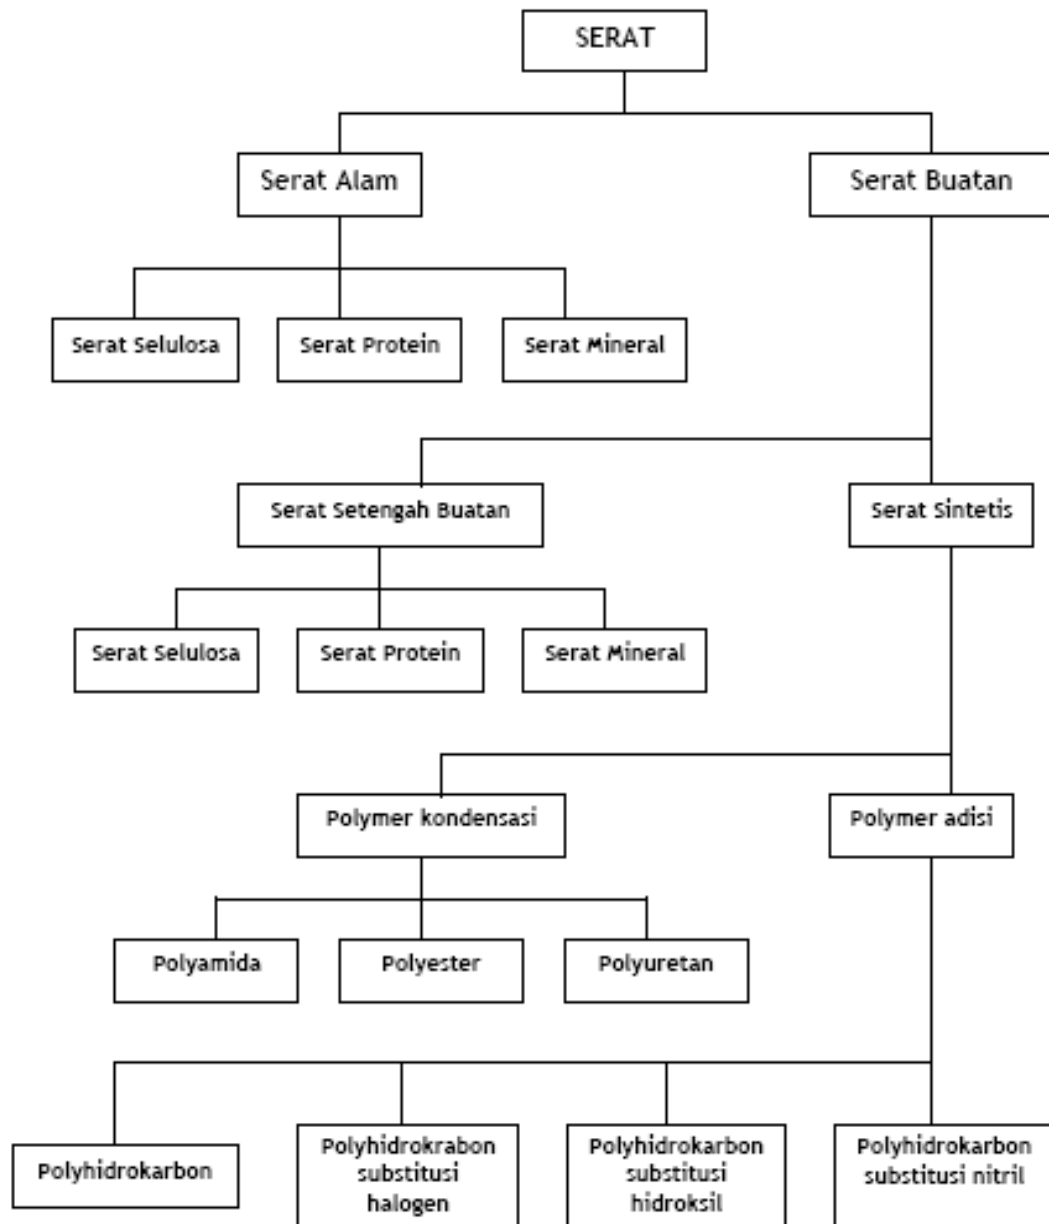 SERAT
Serat Alam
Serat Buatan
Serat Selulosa
Serat Protein
Serat Mineral
Serat Setengah Buatan
Serat Sintetis
Serat Selulosa
Serat Protein
Serat Mineral
Polymer kondensasi
Polymer adisi
Polyamida
Polyester
Polyuretan
Polyhidrokarbon
Polyhidrokrabon
substitusi
halogen
Polyhidrokarbon
substitusi
hidroksil
Polyhidrokarbon
substitusi nitril